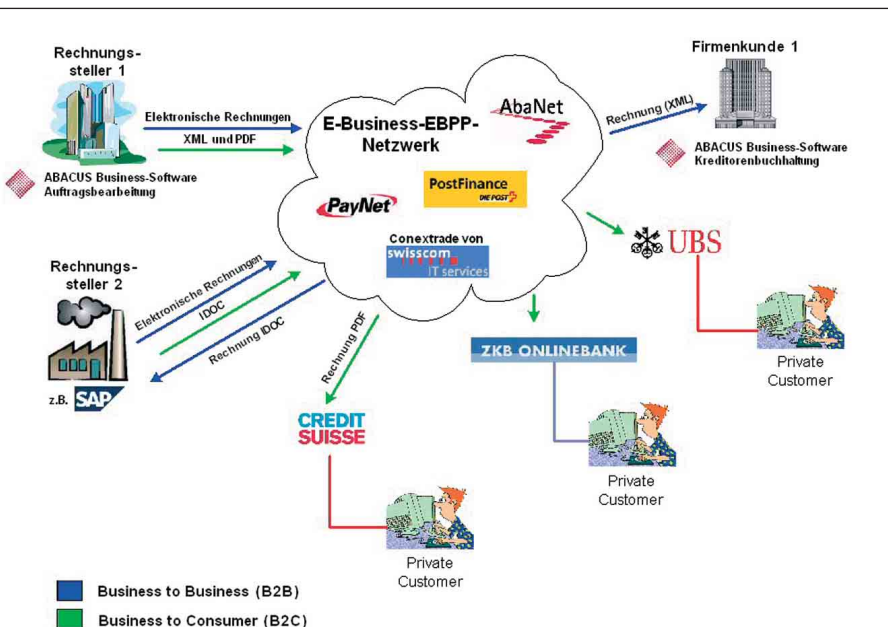 Rechnungs-
steller 1
Elektronische Rechnungen
XML und PDF
ABACUS Business-Software
Auftragsbearbeitung
E-Business-EBPP-
Netzwerk
AbaNet
PayNet
PostFinance
DIE POST
Conextrade von
swisscom
IT services
Rechnung (XML)
Firmenkunde 1
ABACUS Business-Software
Kreditorenbuchhaltung
UBS
Private
Customer
Rechnungs-
steller 2
Elektronische Rechnungen
IDOC
Rechnung IDOC
z.B. SAP
Rechnung PDF
CREDIT
SUISSE
Private
Customer
ZKB ONLINEBANK
Private
Customer
Business to Business (B2B)
Business to Consumer (B2C)